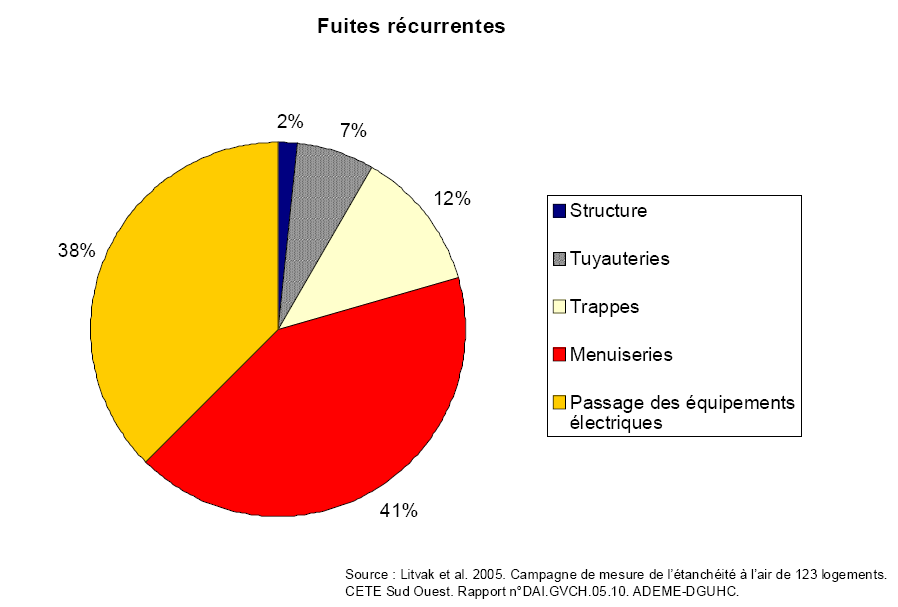 Fuites récurrentes
2%
7%
12%
38%
41%
Structure
Tuyauteries
Trappes
Menuiseries
Passage des équipements
électriques
Source : Litvak et al. 2005. Campagne de mesure de l’étanchéité à l’air de 123 logements.
CETE Sud Ouest. Rapport n°DAI.GVCH.05.10. ADEME-DGUHC.